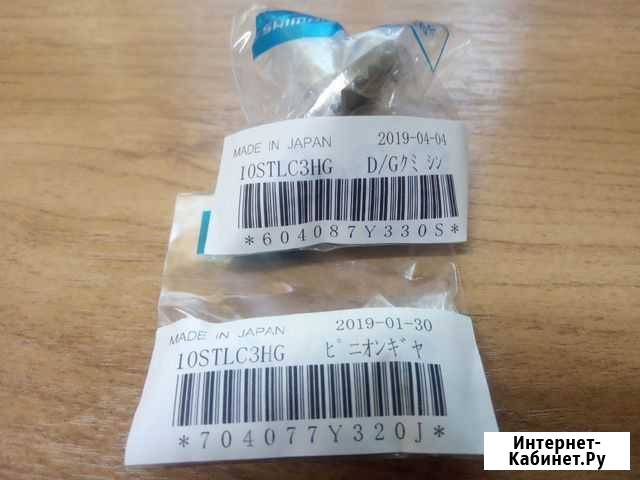 MADE IN JAPAN 2019-04-04
10STLC3HG D/Gｸﾐ ｼﾝ
*604087Y330S*
MADE IN JAPAN 2019-01-30
10STLC3HG ﾋﾟﾆｵﾝｷﾞﾔ
*704077Y320J*
Интернет-
Кабинет.Ру